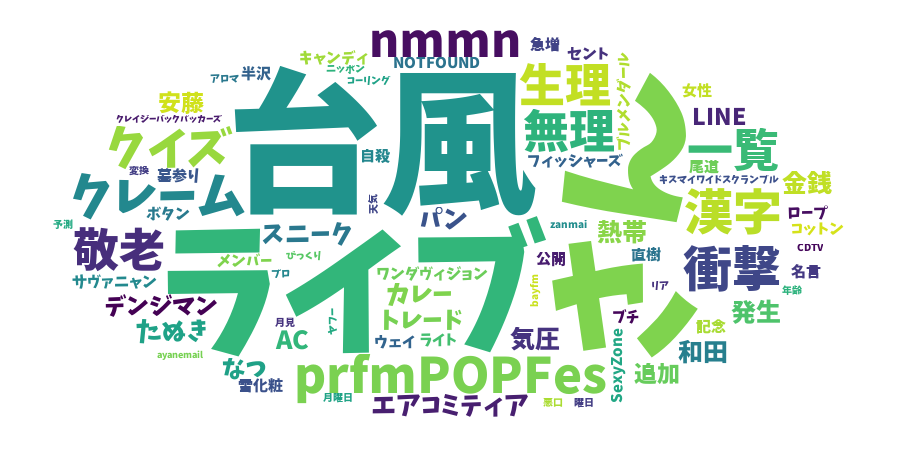 nmmn
急増
セント
キャンディ
NOTFOUND
ニッポン
コーリング
アロマ
半沢
台風
生理
ブルメンダール
女性
安藤
クレイジーバックパッカーズ
クイズ
無理
LINE
一覧
自殺
フィッシャーズ
尾道
変換
墓参り
クレーム
ボタン
天気
キスマイワイドスクランブル
金銭
パン
漢字
ロープ
コットン
予測
敬老
スニーク
zanmai
熱帯
ライブ
メンバー
びっくり
公開
直樹
衝撃
CDTV
名言
サヴァニャン
プロ
ワンダヴィジョン
リア
年齢
bayfm
カレー
デンジマン
トレード
ブチ
発生
月見
ヤフー
たぬき
AC
ウェイ
ライト
気圧
記念
SexyZone
和田
ayanemail
なつ
雪化粧
prfmPOPFes
追加
月曜日
エアコミティア
悪口
曜日